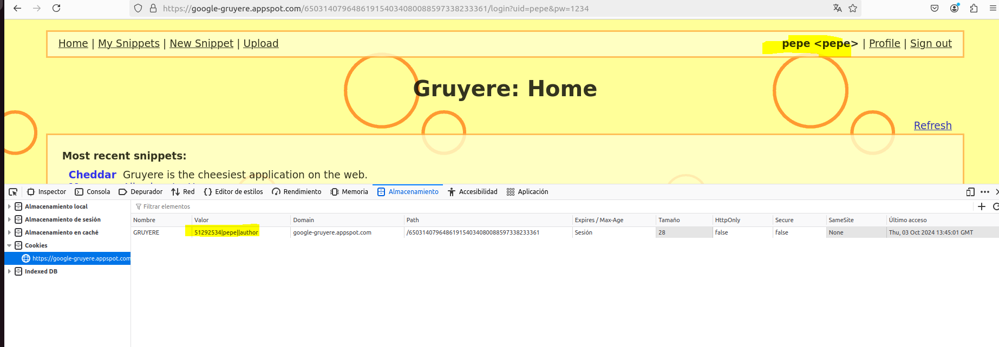 https://google-gruyere.appspot.com/650314079648619154034080088597338233361/login?uid=pepe&pw=1234
Home | My Snippets | New Snippet | Upload
pepe <pepe> | Profile | Sign out
Gruyere: Home
Refresh
Most recent snippets:
Cheddar Gruyere is the cheesiest application on the web.
Inspector Consola Depurador Red Editor de estilos Rendimiento Memoria Almacenamiento Accesibilidad Aplicación
Almacenamiento local
Almacenamiento de sesión
Almacenamiento en caché
Cookies
https://google-gruyere.appspot.com
Indexed DB
Filtrar elementos
Nombre Valor Domain Path Expires / Max-Age Tamaño HttpOnly Secure SameSite Último acceso
GRUYERE 51292534|pepe||author google-gruyere.appspot.com /650314079648619154034080088597338233361 Sesión 28 false false None Thu, 03 Oct 2024 13:45:01 GMT